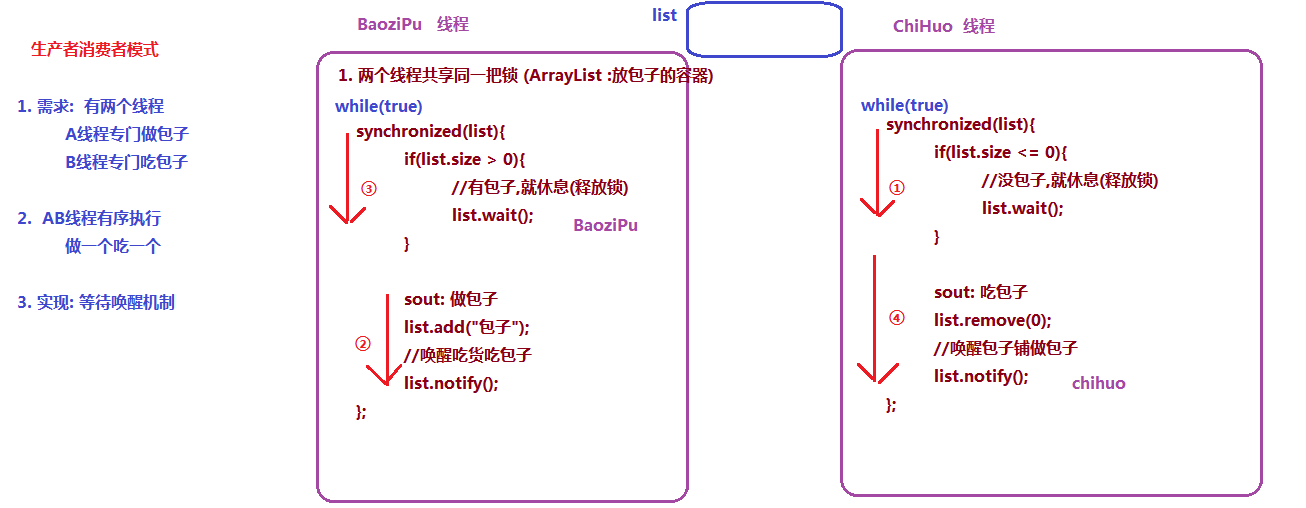 生产者消费者模式
1. 需求: 有两个线程
A线程专门做包子
B线程专门吃包子
2. AB线程有序执行
做一个吃一个
3. 实现: 等待唤醒机制
BaoziPu 线程
1. 两个线程共享同一把锁 (ArrayList :放包子的容器)
while(true)
synchronized(list){
if(list.size > 0){
//有包子,就休息(释放锁)
③
list.wait();
BaoziPu
}
sout: 做包子
list.add("包子");
②
//唤醒吃货吃包子
list.notify();
};
list
ChiHuo 线程
while(true)
synchronized(list){
if(list.size <= 0){
①
//没包子,就休息(释放锁)
list.wait();
}
sout: 吃包子
④
list.remove(0);
//唤醒包子铺做包子
list.notify();
chihuo
};